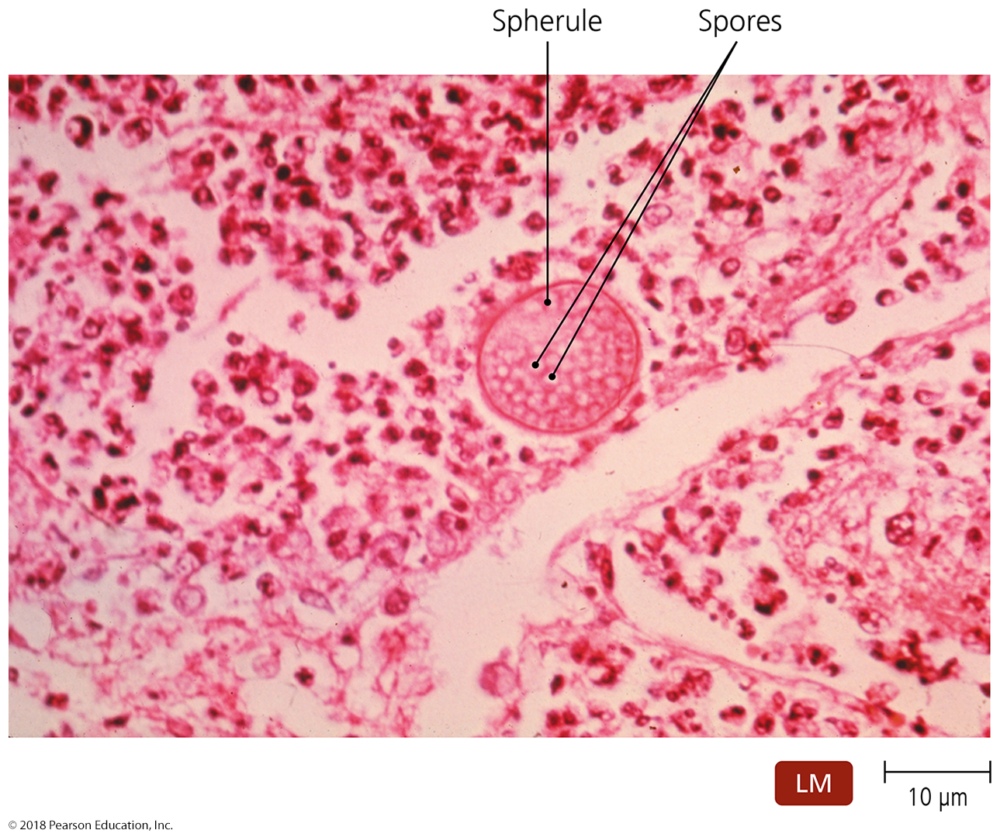 Spherule
Spores
LM
10 µm
© 2018 Pearson Education, Inc.